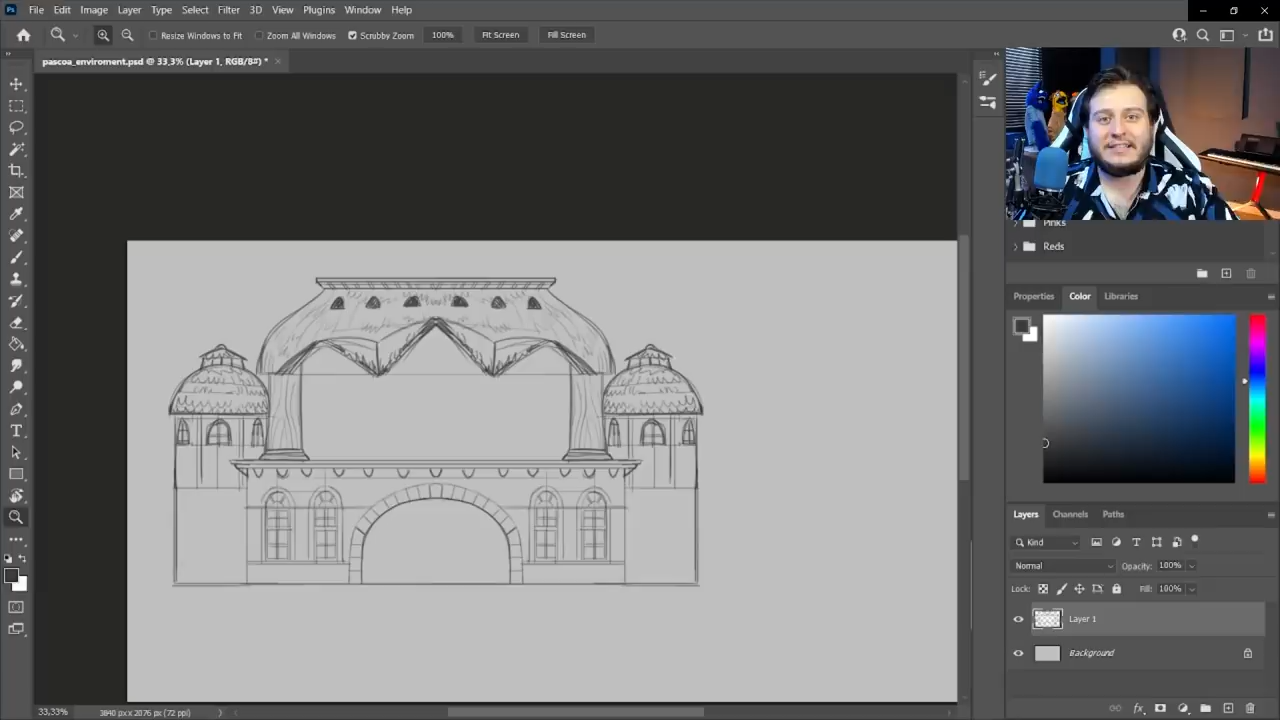 Ps File Edit Image Layer Type Select Filter 3D View Plugins Window Help
Resize Windows to Fit Zoom All Windows Scrubby Zoom 100% Fit Screen Fill Screen
pascoa_enviroment.psd @ 33,3% (Layer 1, RGB/8#) *
Pinks
Reds
Properties Color Libraries
Layers Channels Paths
Kind
Normal Opacity: 100%
Lock: Fill: 100%
Layer 1
Background
33,33% 3840 px x 2076 px (72 ppi)